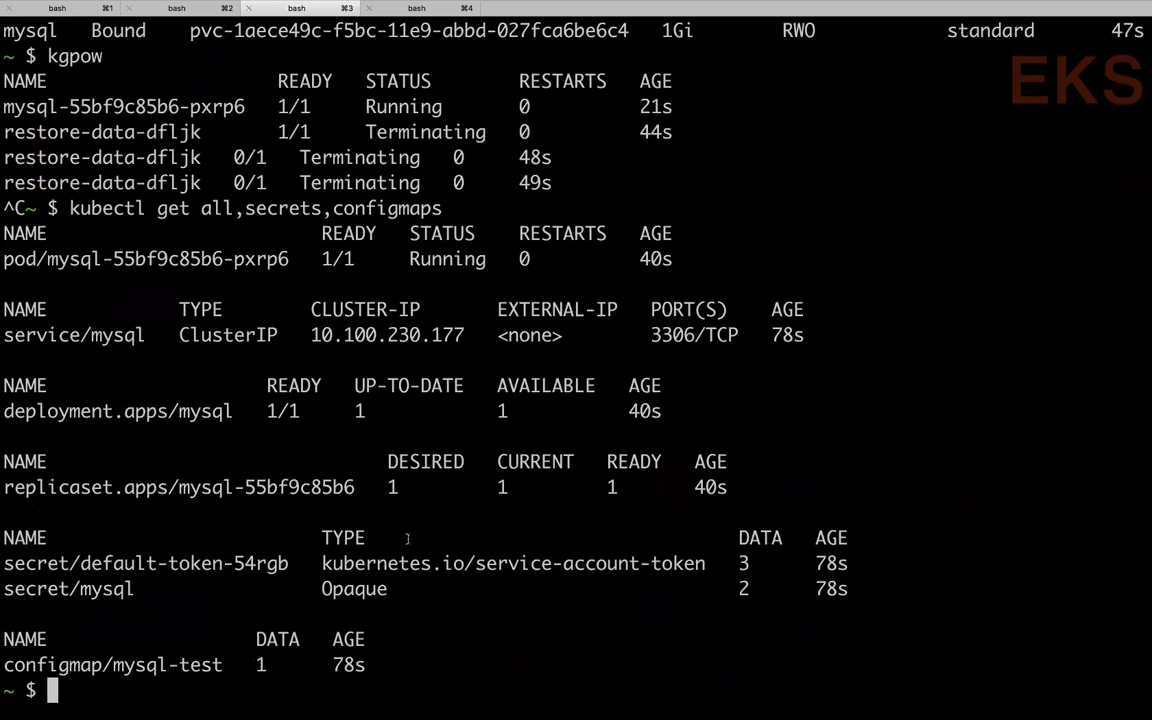 bash ⌘1 bash ⌘2 bash ⌘3 bash ⌘4
mysql Bound pvc-1aece49c-f5bc-11e9-abbd-027fca6be6c4 1Gi RWO standard 47s
~ $ kgpow
EKS
NAME READY STATUS RESTARTS AGE
mysql-55bf9c85b6-pxrp6 1/1 Running 0 21s
restore-data-dfljk 1/1 Terminating 0 44s
restore-data-dfljk 0/1 Terminating 0 48s
restore-data-dfljk 0/1 Terminating 0 49s
^C~ $ kubectl get all,secrets,configmaps
NAME READY STATUS RESTARTS AGE
pod/mysql-55bf9c85b6-pxrp6 1/1 Running 0 40s
NAME TYPE CLUSTER-IP EXTERNAL-IP PORT(S) AGE
service/mysql ClusterIP 10.100.230.177 <none> 3306/TCP 78s
NAME READY UP-TO-DATE AVAILABLE AGE
deployment.apps/mysql 1/1 1 1 40s
NAME DESIRED CURRENT READY AGE
replicaset.apps/mysql-55bf9c85b6 1 1 1 40s
NAME TYPE DATA AGE
secret/default-token-54rgb kubernetes.io/service-account-token 3 78s
secret/mysql Opaque 2 78s
NAME DATA AGE
configmap/mysql-test 1 78s
~ $